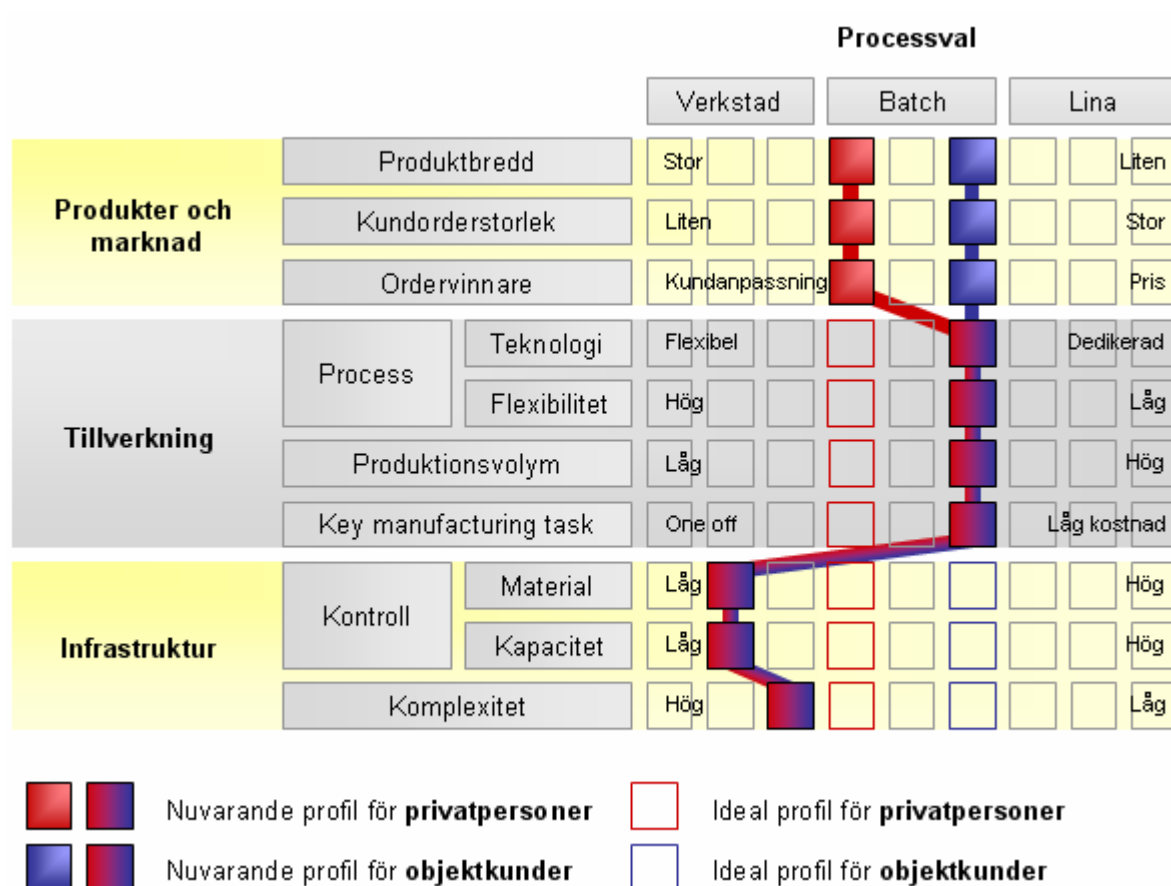 Processval
Verkstad Batch Lina
Produkter och
marknad
Produktbredd Stor Liten
Kundorderstorlek Liten Stor
Ordervinnare Kundanpassning Pris
Tillverkning
Process
Teknologi Flexibel Dedikerad
Flexibilitet Hög Låg
Produktionsvolym Låg Hög
Key manufacturing task One off Låg kostnad
Infrastruktur
Kontroll
Material Låg Hög
Kapacitet Låg Hög
Komplexitet Hög Låg
Nuvarande profil för privatpersoner Ideal profil för privatpersoner
Nuvarande profil för objektkunder Ideal profil för objektkunder